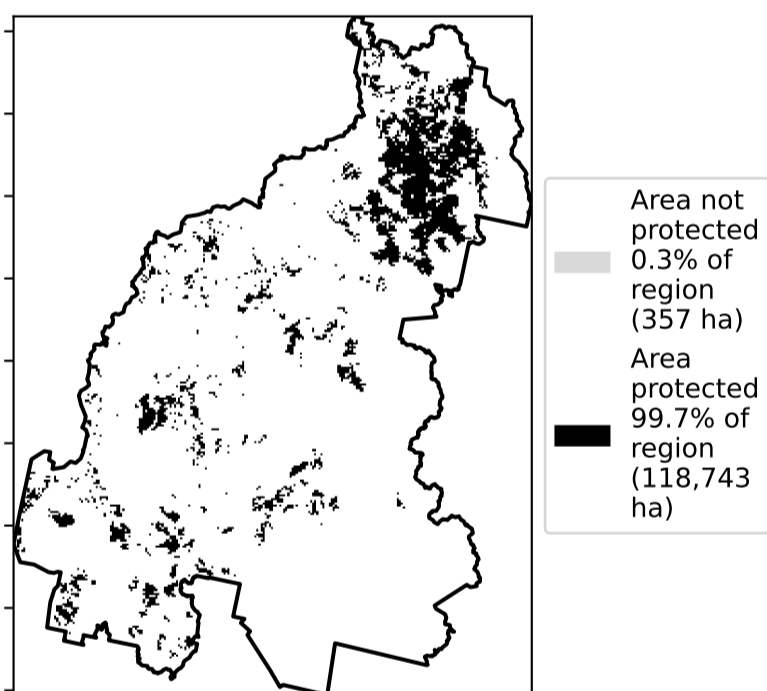 Area not
protected
0.3% of
region
(357 ha)
Area
protected
99.7% of
region
(118,743
ha)